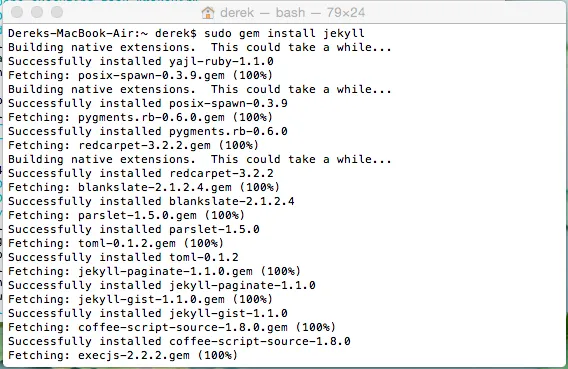 derek — bash — 79×24
Dereks-MacBook-Air:~ derek$ sudo gem install jekyll
Building native extensions.  This could take a while...
Successfully installed yajl-ruby-1.1.0
Fetching: posix-spawn-0.3.9.gem (100%)
Building native extensions.  This could take a while...
Successfully installed posix-spawn-0.3.9
Fetching: pygments.rb-0.6.0.gem (100%)
Successfully installed pygments.rb-0.6.0
Fetching: redcarpet-3.2.2.gem (100%)
Building native extensions.  This could take a while...
Successfully installed redcarpet-3.2.2
Fetching: blankslate-2.1.2.4.gem (100%)
Successfully installed blankslate-2.1.2.4
Fetching: parslet-1.5.0.gem (100%)
Successfully installed parslet-1.5.0
Fetching: toml-0.1.2.gem (100%)
Successfully installed toml-0.1.2
Fetching: jekyll-paginate-1.1.0.gem (100%)
Successfully installed jekyll-paginate-1.1.0
Fetching: jekyll-gist-1.1.0.gem (100%)
Successfully installed jekyll-gist-1.1.0
Fetching: coffee-script-source-1.8.0.gem (100%)
Successfully installed coffee-script-source-1.8.0
Fetching: execjs-2.2.2.gem (100%)